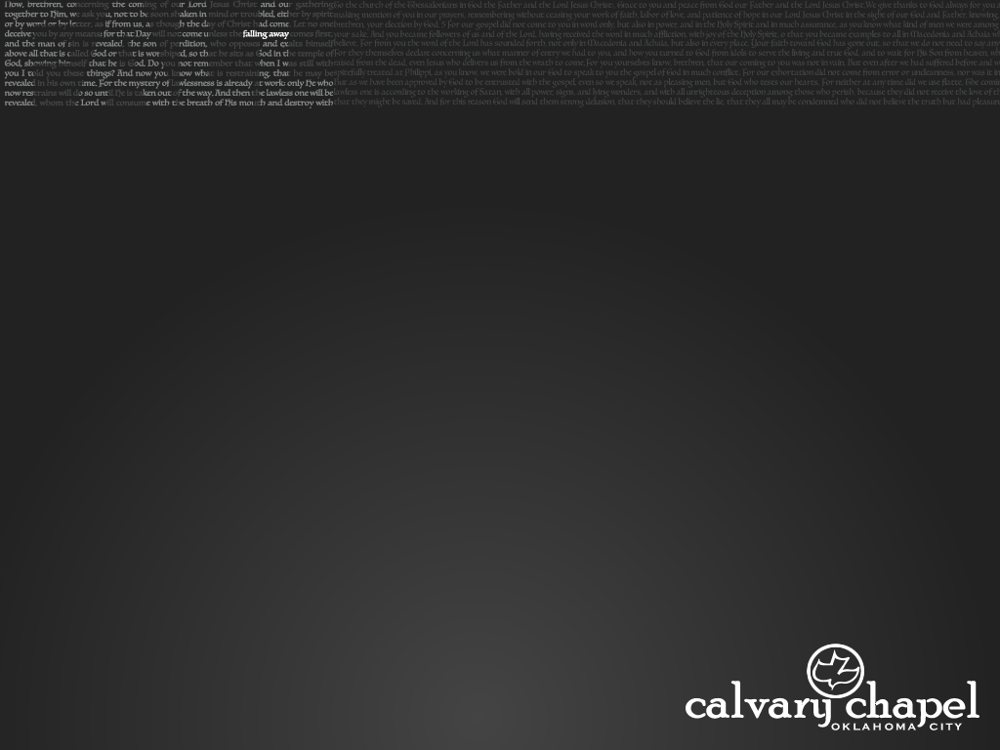 Now, brethren, concerning the coming of our Lord Jesus Christ and our gathering To the church of the Thessalonians in God the Father and the Lord Jesus Christ: Grace to you and peace from God our Father and the Lord Jesus Christ. We give thanks to God always for you
together to Him, we ask you, not to be soon shaken in mind or troubled, either by spirit making mention of you in our prayers, remembering without ceasing your work of faith, labor of love, and patience of hope in our Lord Jesus Christ in the sight of our God and Father, knowing,
or by word or by letter, as if from us, as though the day of Christ had come. Let no one your election by God. 5 For our gospel did not come to you in word only, but also in power, and in the Holy Spirit and in much assurance, as you know what kind of men we were among
deceive you by any means; for that Day will not come unless the falling away comes first, your sake. And you became followers of us and of the Lord, having received the word in much affliction, with joy of the Holy Spirit, that you became examples to all in Macedonia and Achaia
and the man of sin is revealed, the son of perdition, who opposes and exalts himself believe. For from you the word of the Lord has sounded forth, not only in Macedonia and Achaia, but also in every place. Your faith toward God has gone out, so that we do not need to say
above all that is called God or that is worshiped, so that he sits as God in the temple of For they themselves declare concerning us what manner of entry we had to you, and how you turned to God from idols to serve the living and true God, and to wait for His Son from heaven,
God, showing himself that he is God. Do you not remember that when I was still with raised from the dead, even Jesus who delivers us from the wrath to come For you yourselves know, brethren, that our coming to you was not in vain. But even after we had suffered before and
you I told you these things? And now you know what is restraining, that he may be spitefully treated at Philippi, as you know, we were bold in our God to speak to you the gospel of God in much conflict. For our exhortation did not come from error or uncleanness, nor was it
revealed in his own time. For the mystery of lawlessness is already at work; only He who But as we have been approved by God to be entrusted with the gospel, even so we speak, not as pleasing men, but God who tests our hearts. For neither at any time did we use
now restrains will do so until He is taken out of the way. And then the lawless one will be lawless one is according to the working of Satan, with all power, signs, and lying wonders, and with all unrighteous deception among those who perish, because they did not receive the love of
revealed, whom the Lord will consume with the breath of His mouth and destroy with that they might be saved. And for this reason God will send them strong delusion, that they should believe the lie, that they all may be condemned who did not believe the truth but had
calvary chapel
OKLAHOMA CITY